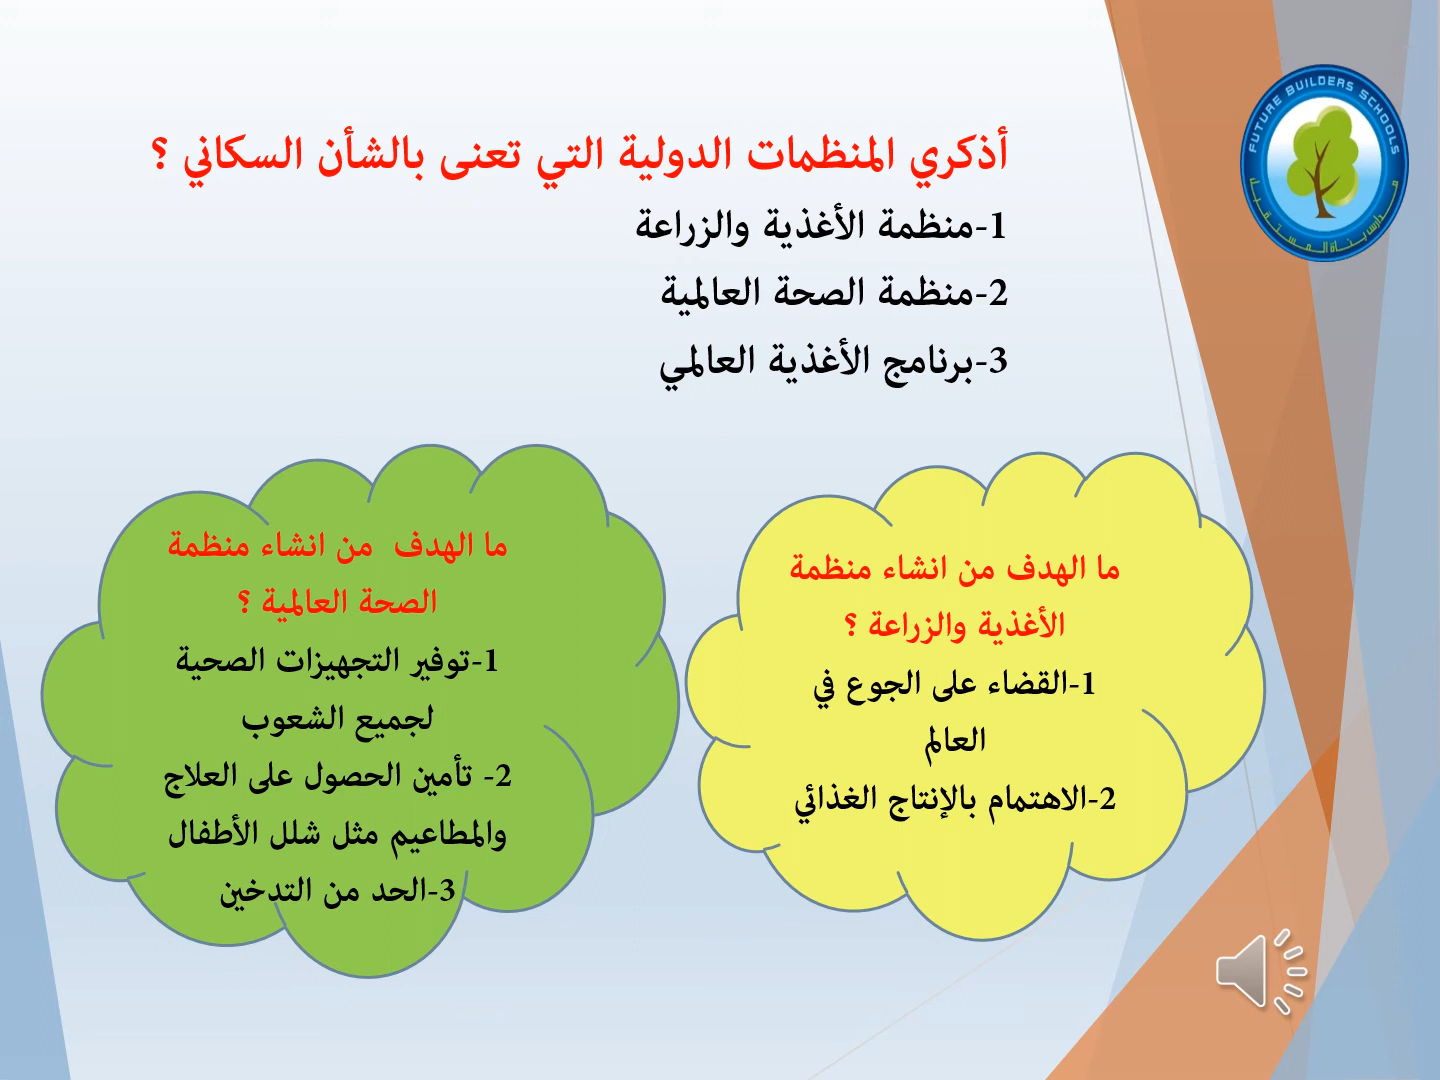 أذكري المنظمات الدولية التي تعنى بالشأن السكاني ؟
1-منظمة الأغذية والزراعة
2-منظمة الصحة العالمية
3-برنامج الأغذية العالمي
ما الهدف من انشاء منظمة
الأغذية والزراعة ؟
1-القضاء على الجوع في
العالم
2-الاهتمام بالإنتاج الغذائي
ما الهدف من انشاء منظمة
الصحة العالمية ؟
1-توفير التجهيزات الصحية
لجميع الشعوب
2- تأمين الحصول على العلاج
والمطاعيم مثل شلل الأطفال
3-الحد من التدخين
FUTURE BUILDERS SCHOOLS
مدارس بناة المستقبل